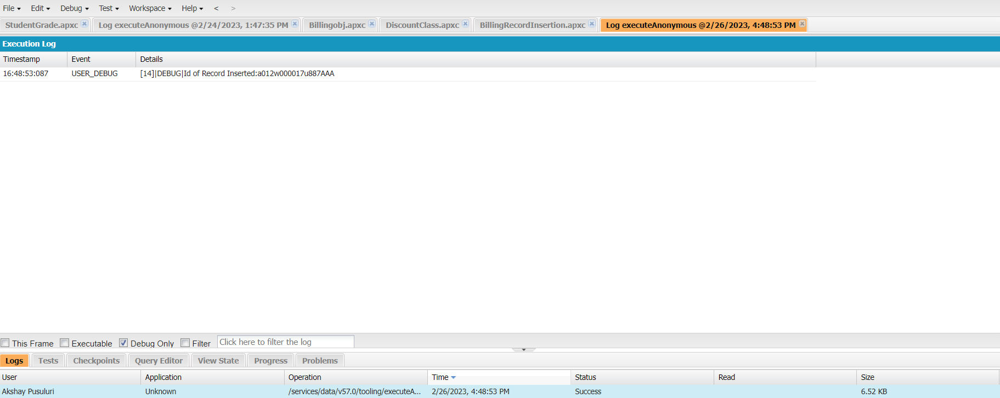 File Edit Debug Test Workspace Help < >
StudentGrade.apxc Log executeAnonymous @2/24/2023, 1:47:35 PM Billingobj.apxc DiscountClass.apxc BillingRecordInsertion.apxc Log executeAnonymous @2/26/2023, 4:48:53 PM
Execution Log
Timestamp Event Details
16:48:53:087 USER_DEBUG [14]|DEBUG|Id of Record Inserted:a012w000017u887AAA
This Frame Executable Debug Only Filter Click here to filter the log
Logs Tests Checkpoints Query Editor View State Progress Problems
User Application Operation Time Status Read Size
Akshay Pusuluri Unknown /services/data/v57.0/tooling/executeA... 2/26/2023, 4:48:53 PM Success 6.52 KB